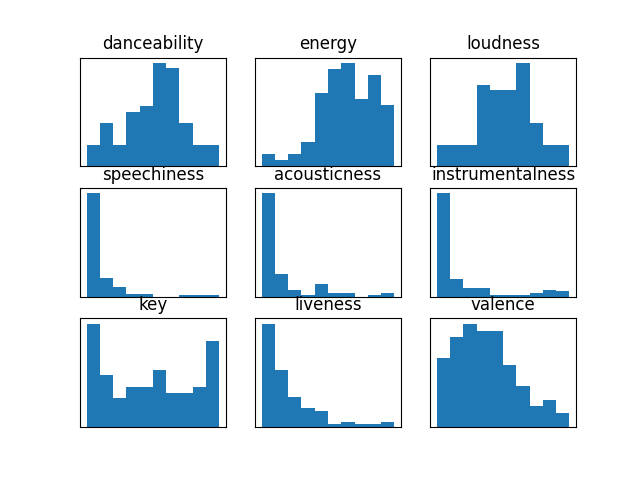 danceability energy loudness
speechiness acousticness instrumentalness
key liveness valence